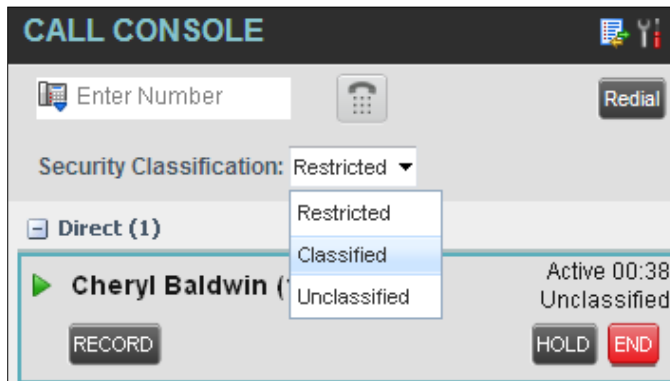 CALL CONSOLE
Enter Number
Redial
Security Classification: Restricted
Restricted
Direct (1)
Classified
Cheryl Baldwin (
Active 00:38
Unclassified
Unclassified
RECORD
HOLD
END